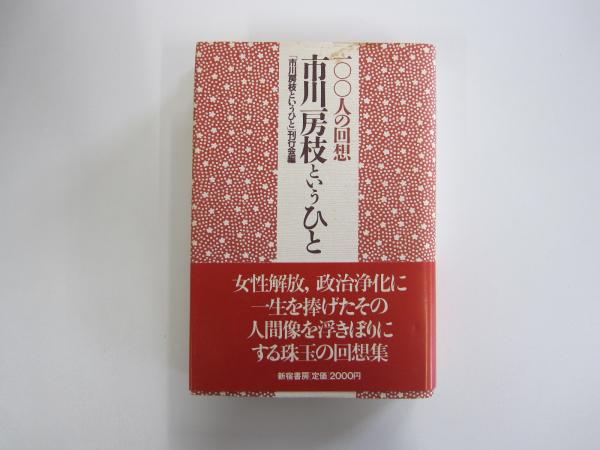 一〇〇人の回想
市川房枝というひと
「市川房枝というひと」刊行会編
女性解放，政治浄化に
一生を捧げたその
人間像を浮きぼりに
する珠玉の回想集
新宿書房｜定価2000円